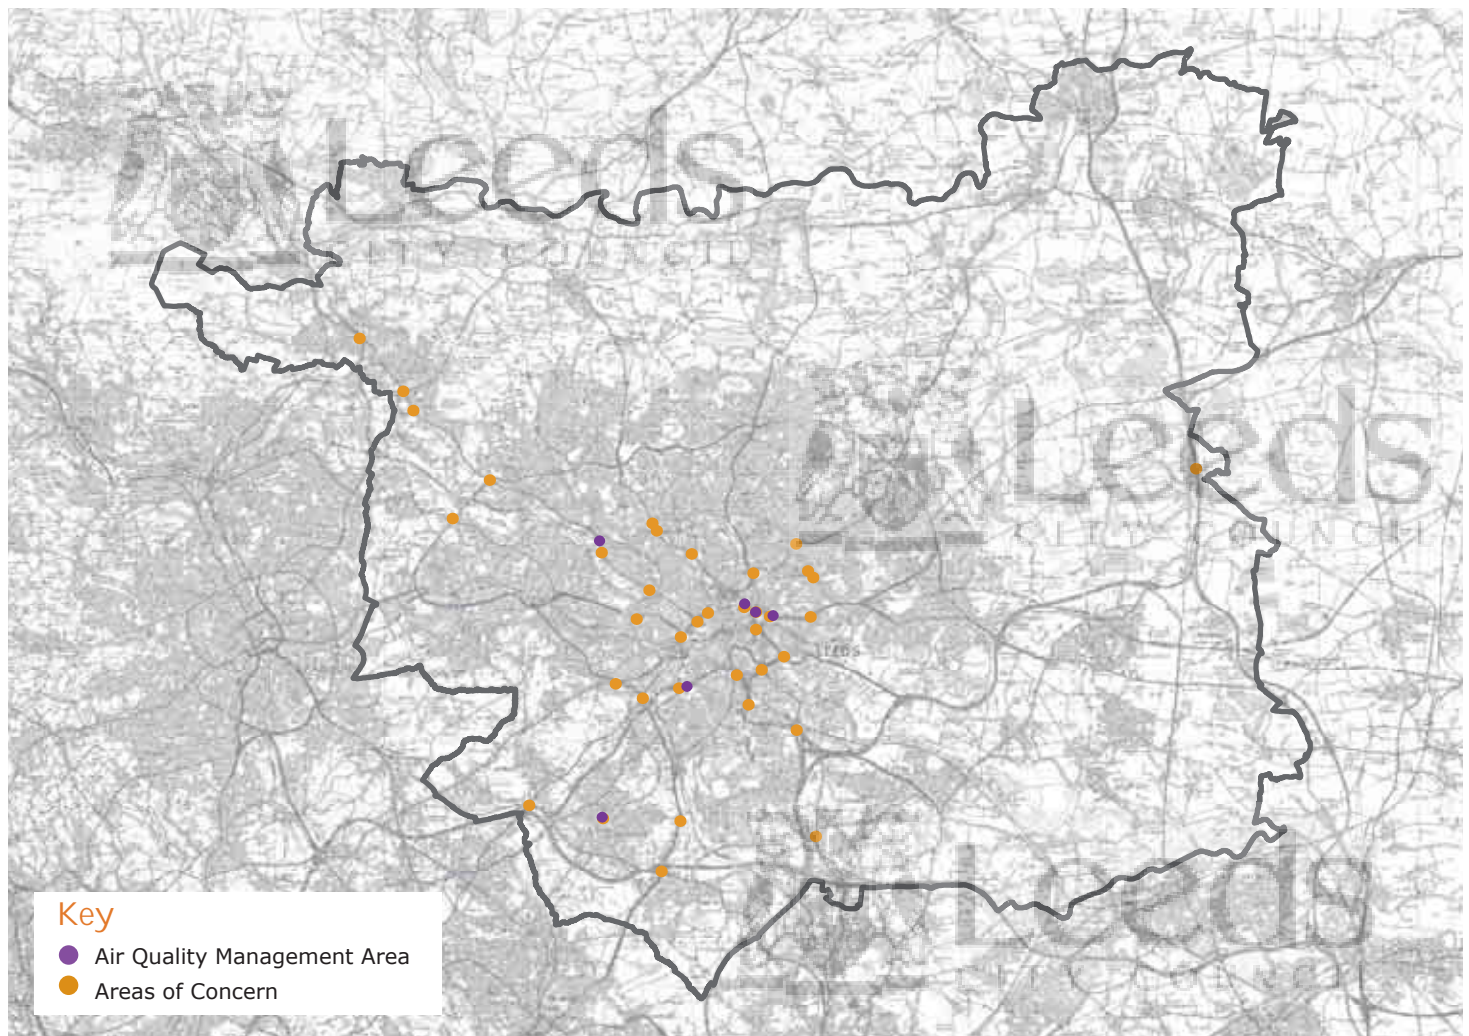 Leeds
CITY COUNCIL
Leeds
CITY COUNCIL
Leeds
CITY COUNCIL
Key
Air Quality Management Area
Areas of Concern